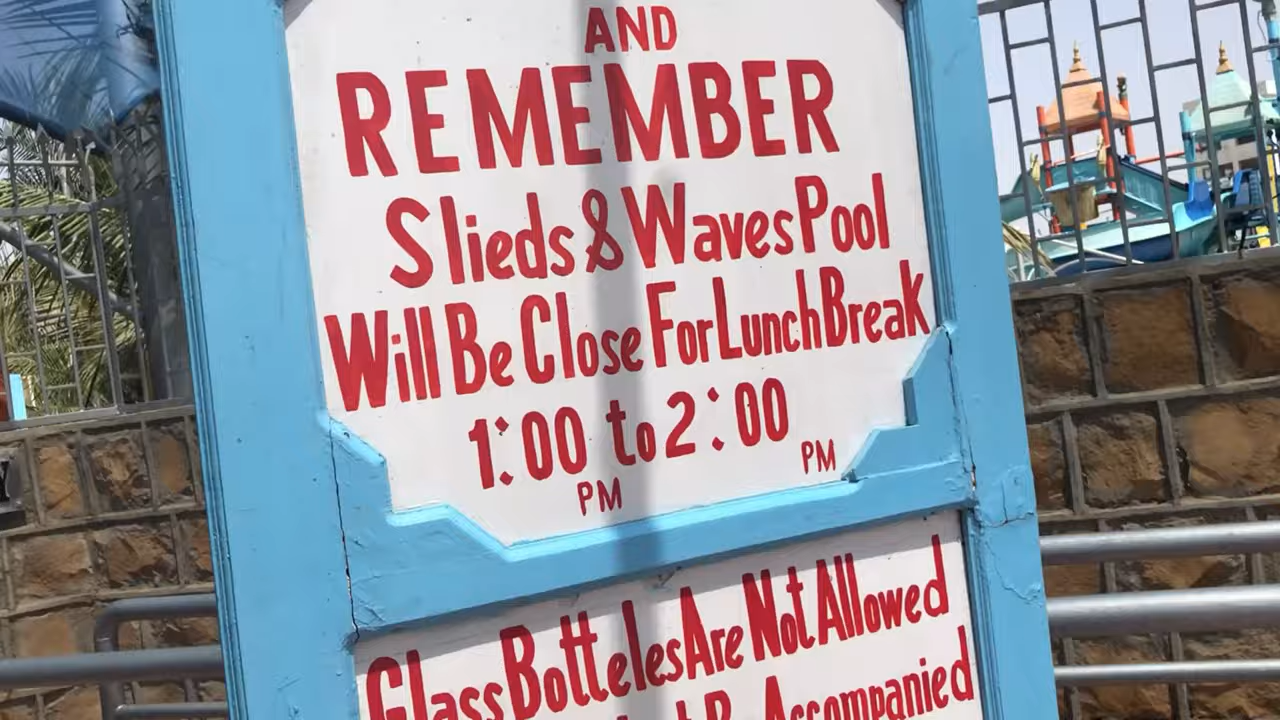 AND
REMEMBER
Slieds & Waves Pool
Will Be Close For Lunch Break
1:00 to 2:00
PM PM
Glass Botteles Are Not Allowed
Be Accompanied